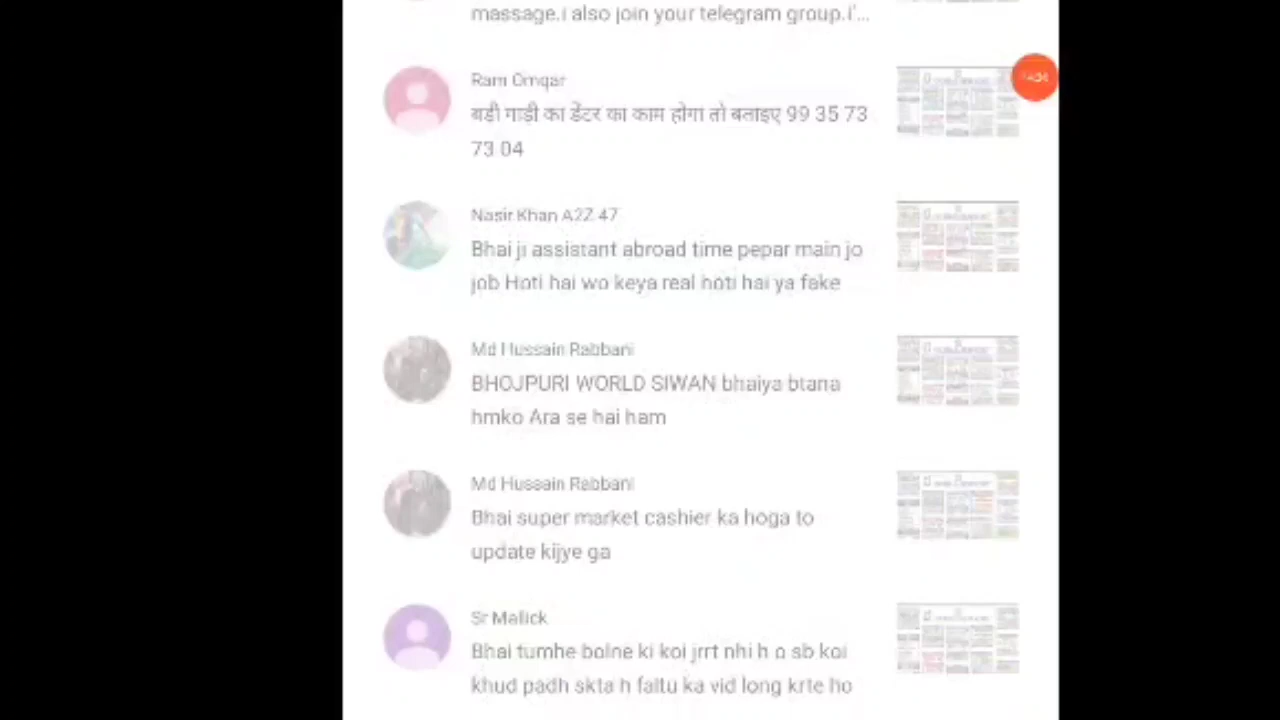 massage.i also join your telegram group.i'...
Ram Omqar
बडी गाड़ी का डेंटर का काम होगा तो बताइए 99 35 73
73 04
Nasir Khan A2Z 47
Bhai ji assistant abroad time pepar main jo
job Hoti hai wo keya real hoti hai ya fake
Md Hussain Rabbani
BHOJPURI WORLD SIWAN bhaiya btana
hmko Ara se hai ham
Md Hussain Rabbani
Bhai super market cashier ka hoga to
update kijye ga
Sr Mallick
Bhai tumhe bolne ki koi jrrt nhi h o sb koi
khud padh skta h faltu ka vid long krte ho